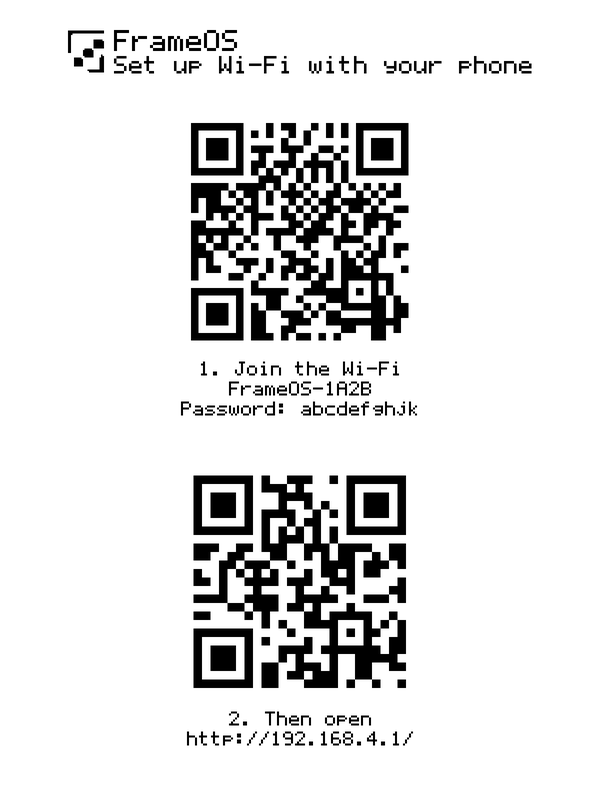 FrameOS
Set up Wi-Fi with your phone
1. Join the Wi-Fi
FrameOS-1A2B
Password: abcdefghjk
2. Then open
http://192.168.4.1/